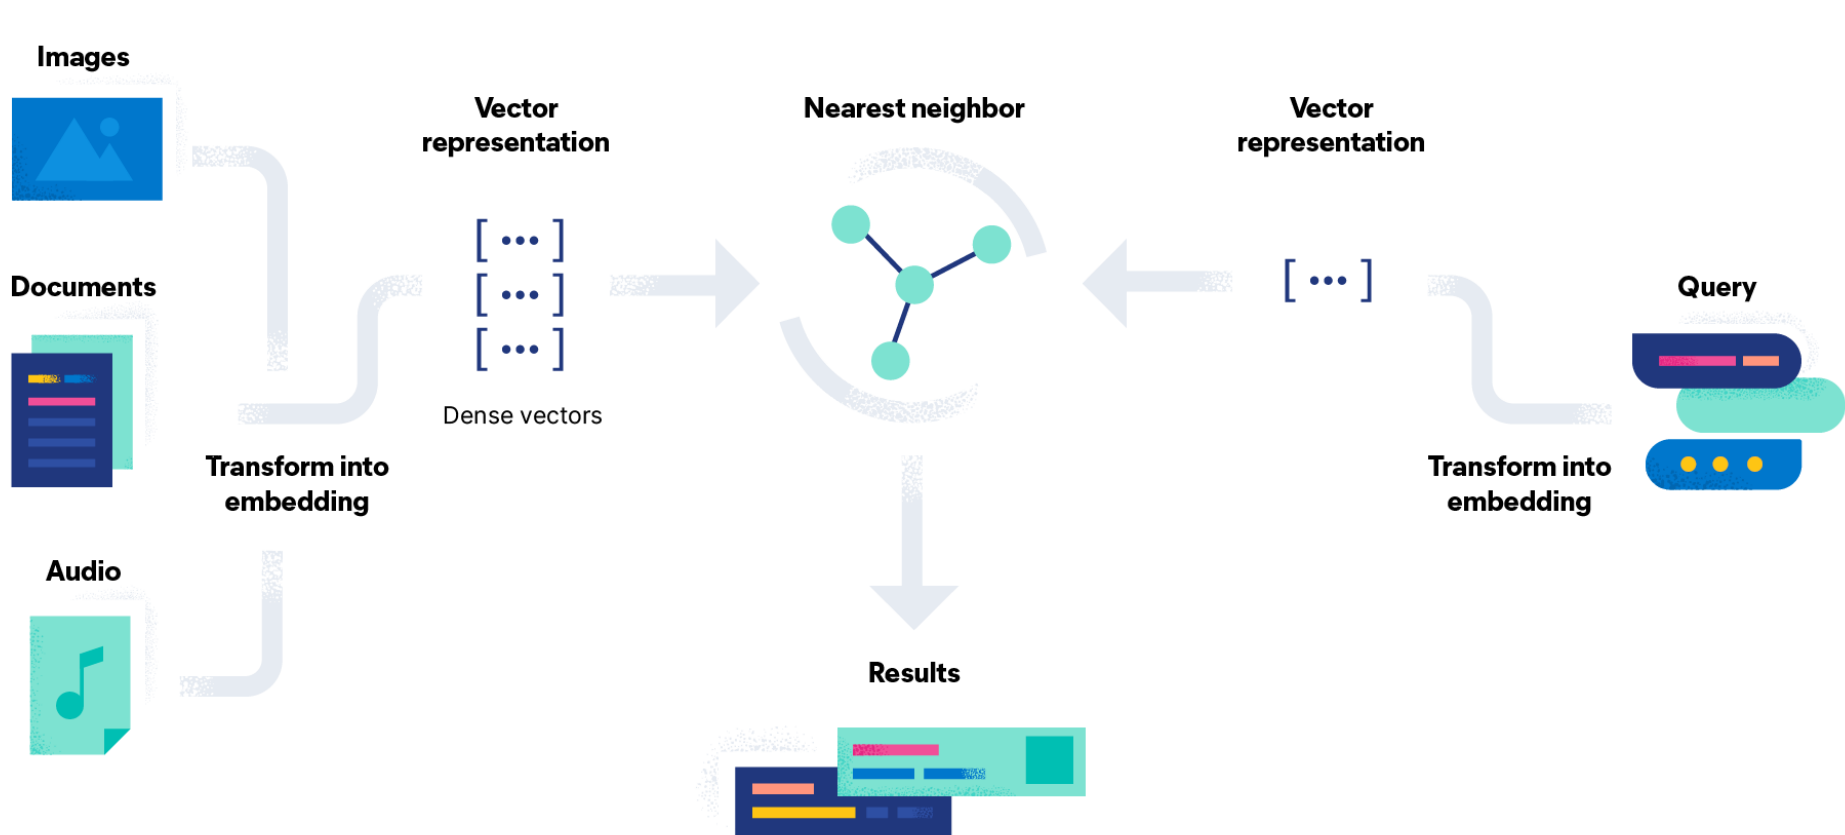 Images
Documents
Audio
Transform into
embedding
Vector
representation
[ ••• ]
[ ••• ]
[ ••• ]
Dense vectors
Nearest neighbor
Results
Vector
representation
[ ••• ]
Transform into
embedding
Query